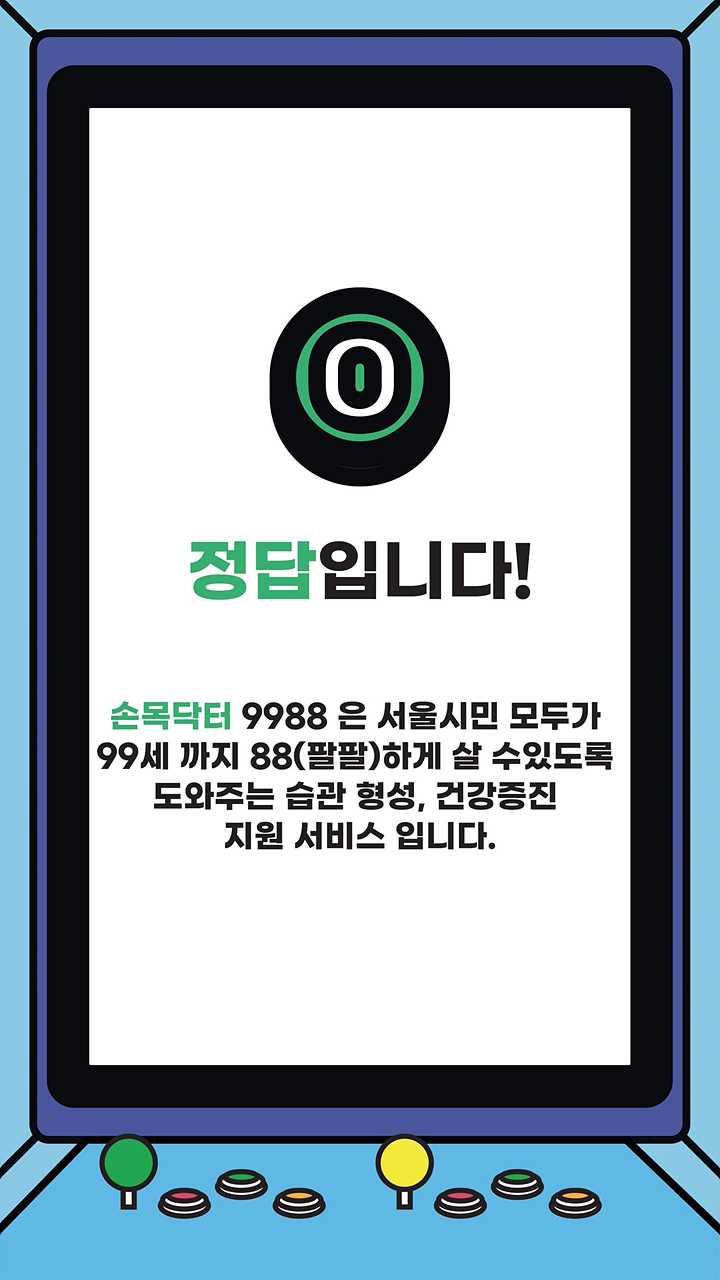 정답입니다!
손목닥터 9988 은 서울시민 모두가
99세 까지 88(팔팔)하게 살 수있도록
도와주는 습관 형성, 건강증진
지원 서비스 입니다.